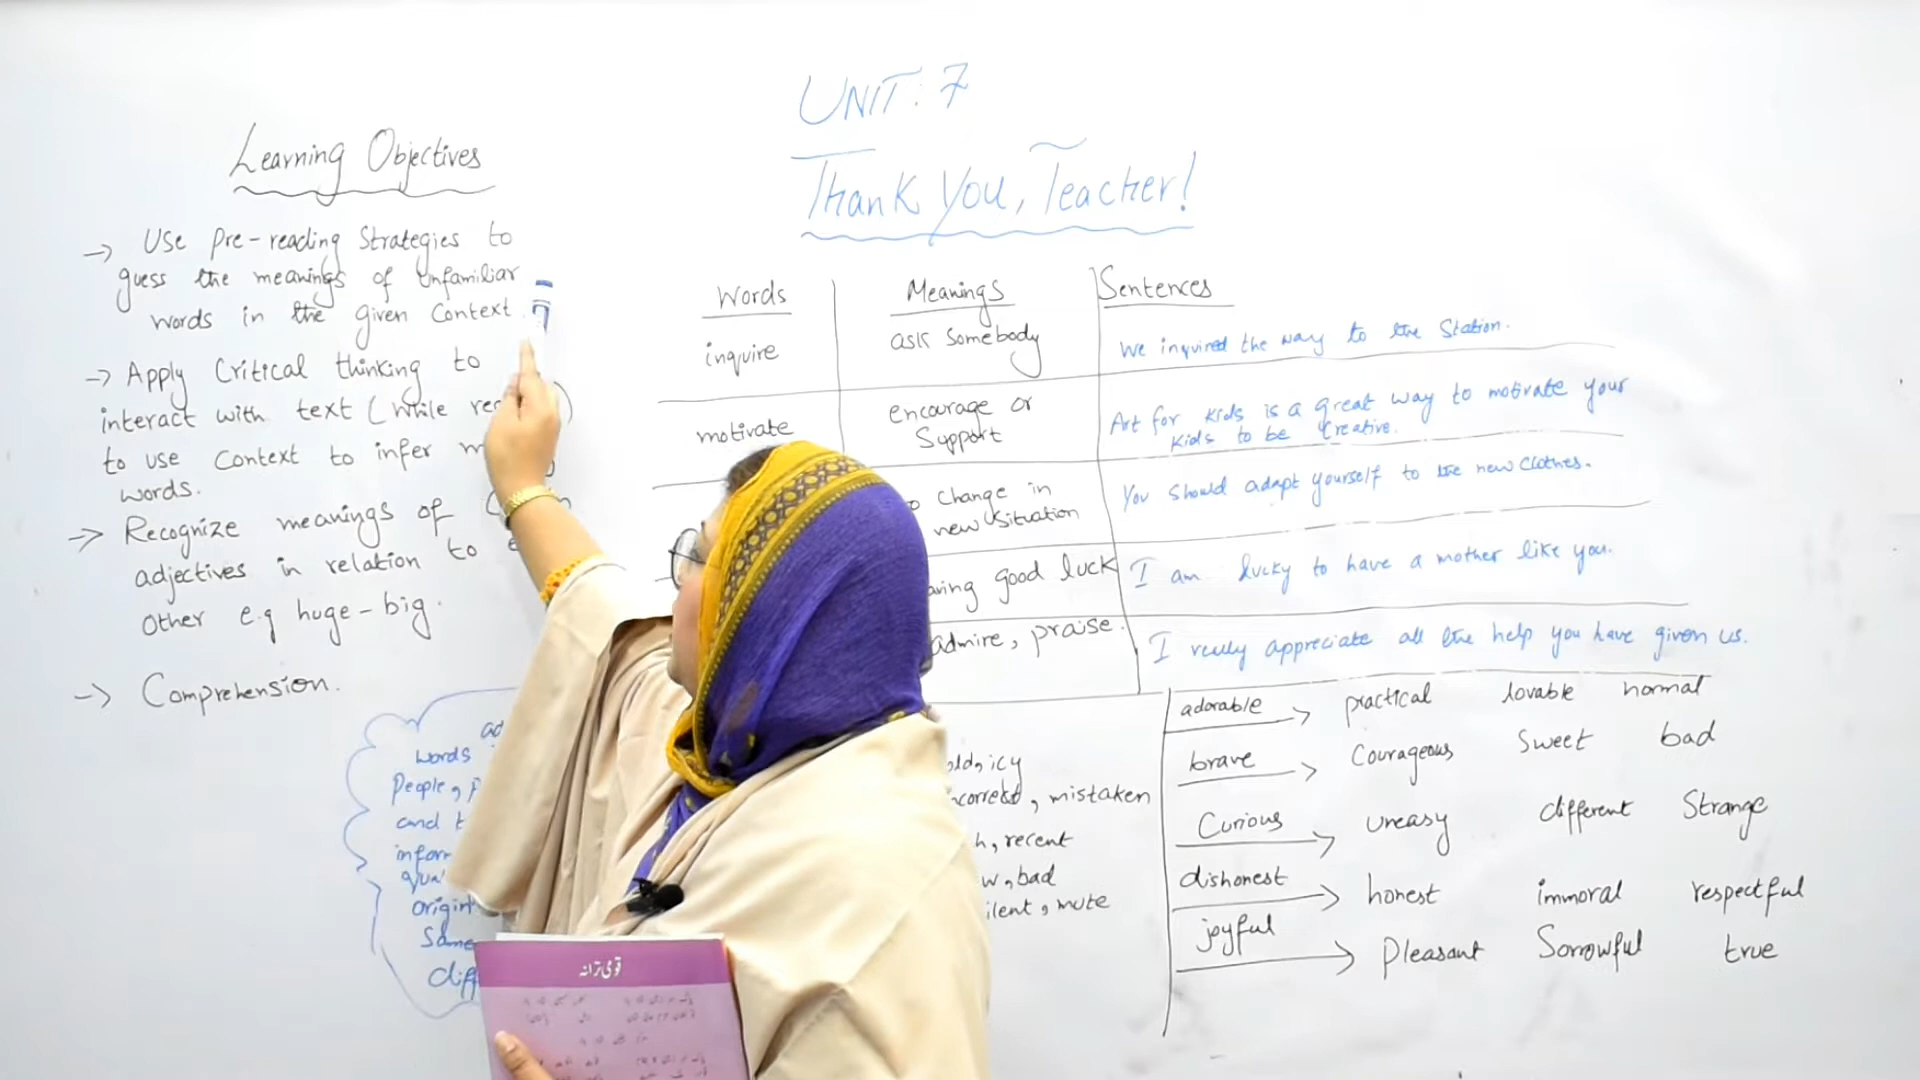 UNIT: 7
Thank You, Teacher!
Learning Objectives
-> Use Pre-reading Strategies to
guess the meanings of unfamiliar
words in the given Context.
-> Apply Critical thinking to
interact with text (While
to use Context to infer
words.
-> Recognize meanings of
adjectives in relation to
other e.g huge-big.
-> Comprehension.
words
People,
and
Same
Words Meanings Sentences
inquire ask somebody We inquired the way to the Station.
motivate encourage or Support Art for kids is a great way to motivate your
kids to be Creative.
Change in
new Situation You should adapt yourself to the new clothes.
good luck I am lucky to have a mother like you.
admire, praise. I really appreciate all the help you have given us.
icy
mistaken
recent
bad
mute
adorable -> practical lovable normal
brave -> Courageous Sweet bad
Curious -> uneasy different Strange
dishonest -> honest immoral respectful
joyful -> Pleasant Sorrowful true
قومی ترانہ